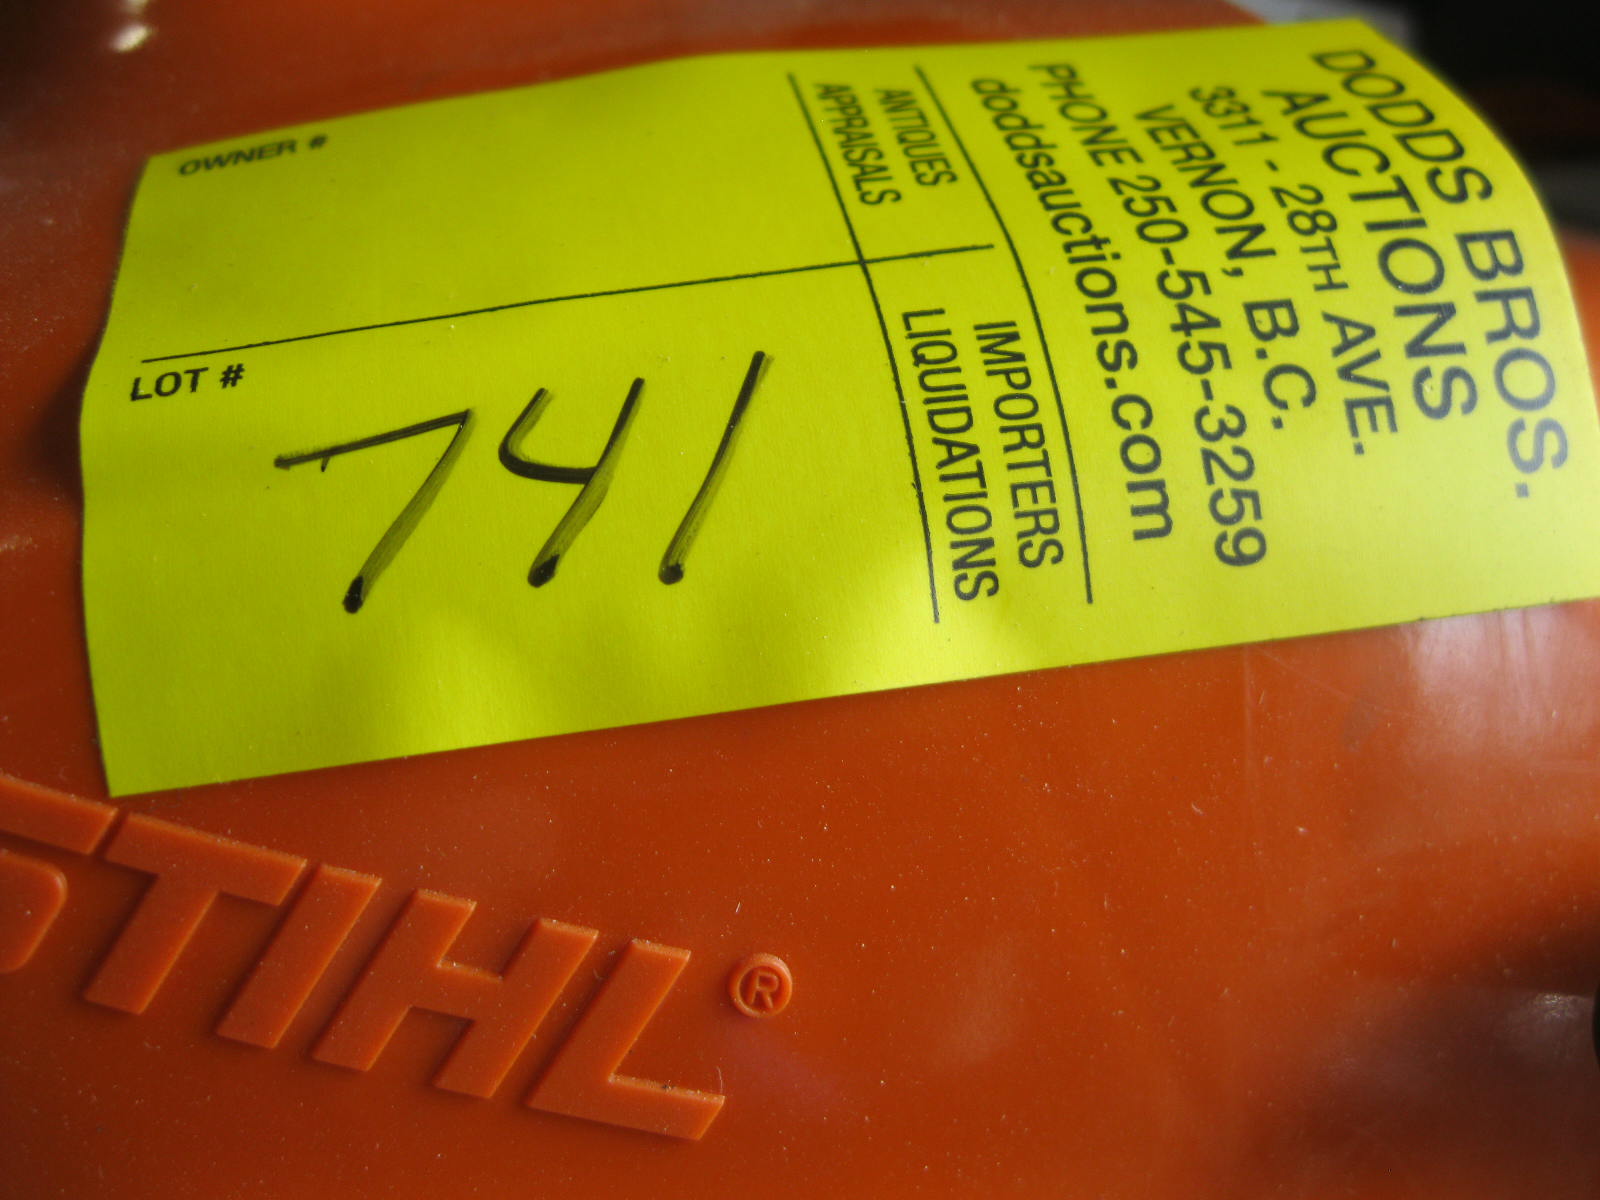 DODDS BROS.
AUCTIONS
3311 - 28TH AVE.
VERNON, B.C.
PHONE 250-545-3259
doddsauctions.com
ANTIQUES
APPRAISALS
IMPORTERS
LIQUIDATIONS
OWNER #
LOT #
741
STIHL®